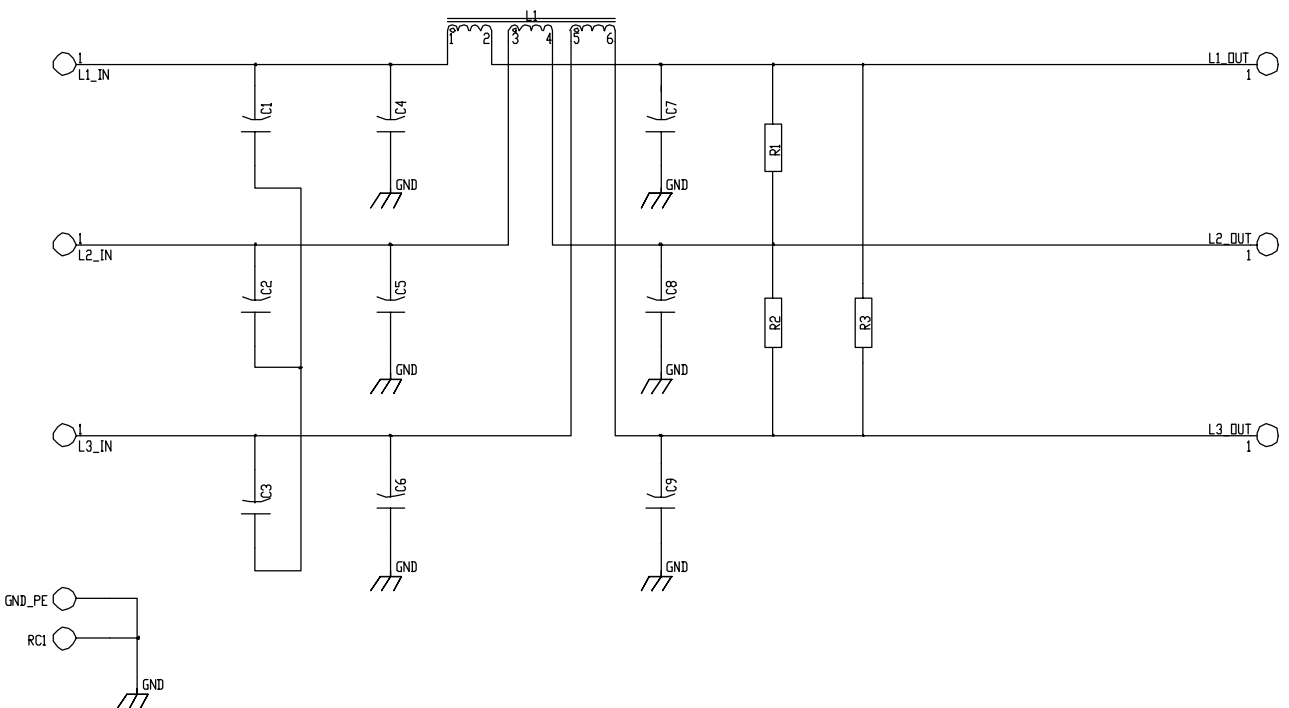 L1
1 2 3 4 5 6
1
L1_IN
L1_OUT
1
C1
C4
C7
R1
GND
GND
1
L2_IN
L2_OUT
1
C2
C5
C8
R2
R3
GND
GND
1
L3_IN
L3_OUT
1
C3
C6
C9
GND
GND
GND_PE
RC1
GND